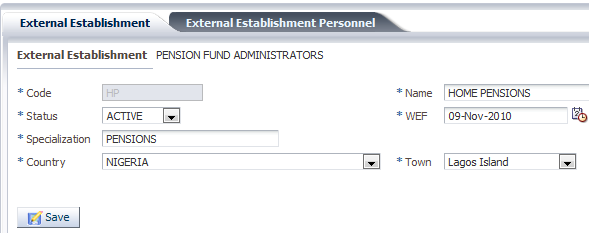 External Establishment External Establishment Personnel
External Establishment PENSION FUND ADMINISTRATORS
* Code HP * Name HOME PENSIONS
* Status ACTIVE * WEF 09-Nov-2010
* Specialization PENSIONS
* Country NIGERIA * Town Lagos Island
Save